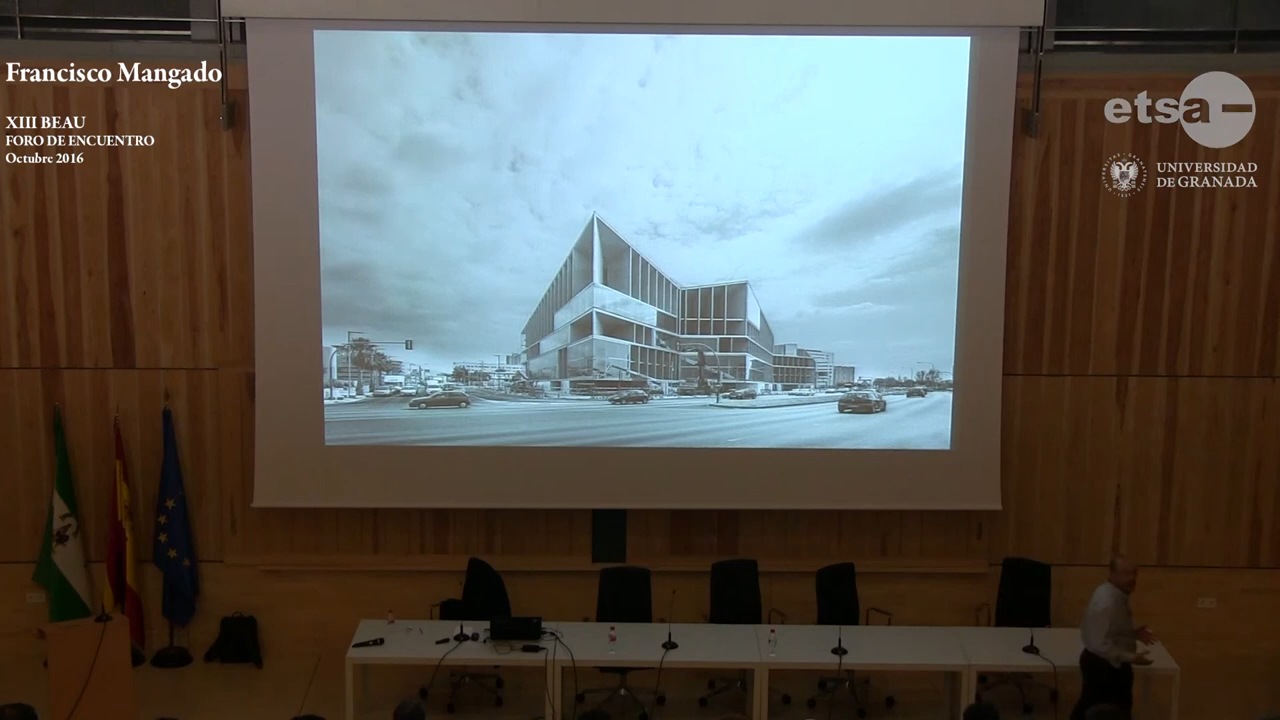 Francisco Mangado
XIII BEAU
FORO DE ENCUENTRO
Octubre 2016
etsa
UNIVERSIDAD
DE GRANADA